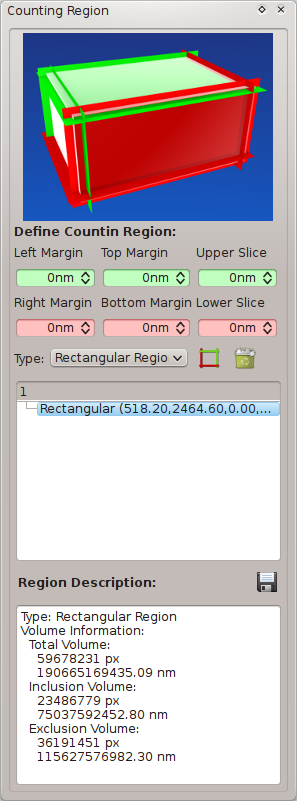 Counting Region
Define Countin Region:
Left Margin Top Margin Upper Slice
0nm 0nm 0nm
Right Margin Bottom Margin Lower Slice
0nm 0nm 0nm
Type: Rectangular Regio
1
Rectangular (518.20,2464.60,0.00,...
Region Description:
Type: Rectangular Region
Volume Information:
Total Volume:
59678231 px
190665169435.09 nm
Inclusion Volume:
23486779 px
75037592452.80 nm
Exclusion Volume:
36191451 px
115627576982.30 nm